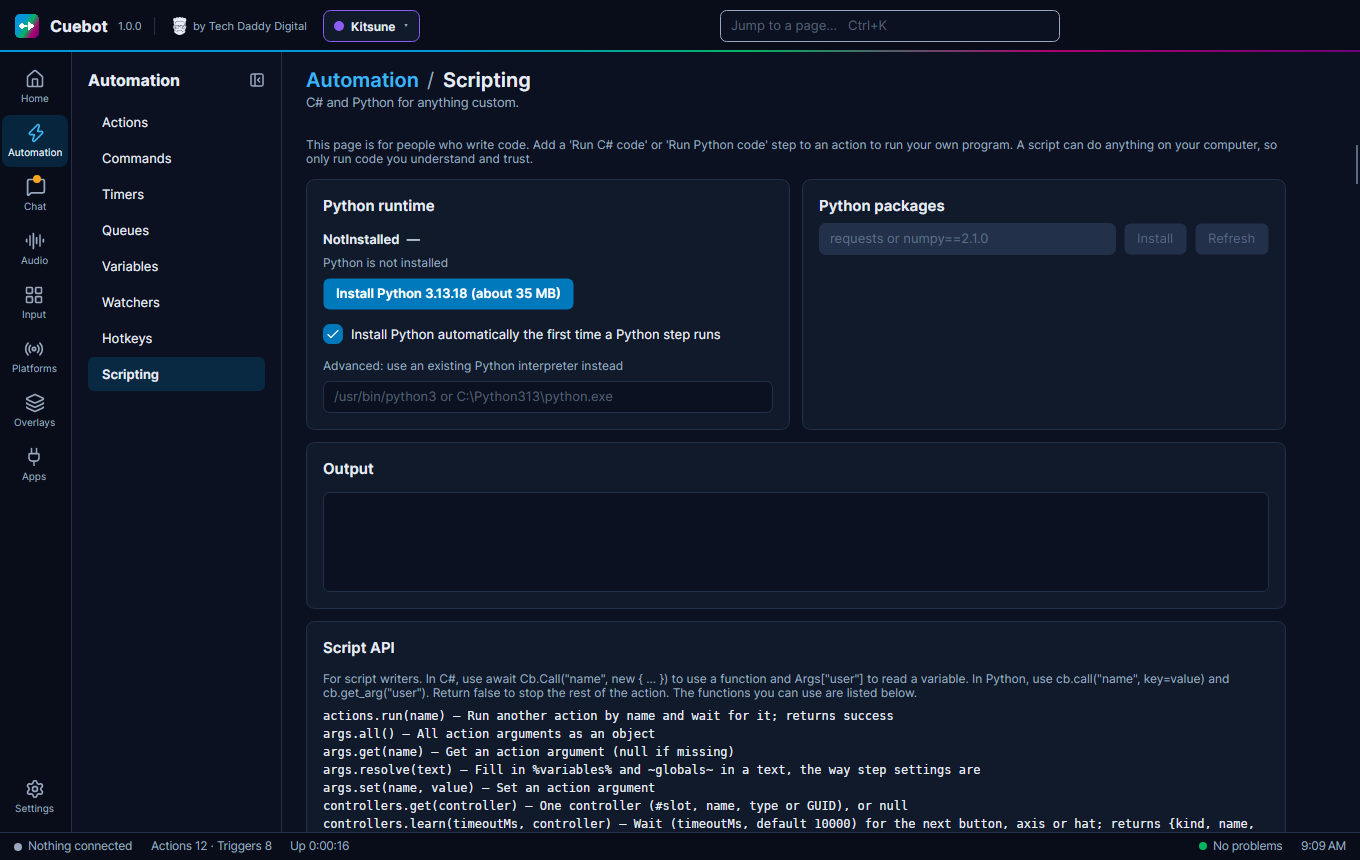 Cuebot 1.0.0 by Tech Daddy Digital Kitsune Jump to a page... Ctrl+K
Home
Automation
Chat
Audio
Input
Platforms
Overlays
Apps
Settings
Automation
Actions
Commands
Timers
Queues
Variables
Watchers
Hotkeys
Scripting
Automation / Scripting
C# and Python for anything custom.
This page is for people who write code. Add a 'Run C# code' or 'Run Python code' step to an action to run your own program. A script can do anything on your computer, so
only run code you understand and trust.
Python runtime
NotInstalled —
Python is not installed
Install Python 3.13.18 (about 35 MB)
Install Python automatically the first time a Python step runs
Advanced: use an existing Python interpreter instead
/usr/bin/python3 or C:\Python313\python.exe
Python packages
requests or numpy==2.1.0 Install Refresh
Output
Script API
For script writers. In C#, use await Cb.Call("name", new { ... }) to use a function and Args["user"] to read a variable. In Python, use cb.call("name", key=value) and
cb.get_arg("user"). Return false to stop the rest of the action. The functions you can use are listed below.
actions.run(name) — Run another action by name and wait for it; returns success
args.all() — All action arguments as an object
args.get(name) — Get an action argument (null if missing)
args.resolve(text) — Fill in %variables% and ~globals~ in a text, the way step settings are
args.set(name, value) — Set an action argument
controllers.get(controller) — One controller (#slot, name, type or GUID), or null
controllers.learn(timeoutMs, controller) — Wait (timeoutMs, default 10000) for the next button, axis or hat; returns {kind, name,
Nothing connected Actions 12 · Triggers 8 Up 0:00:16 No problems 9:09 AM